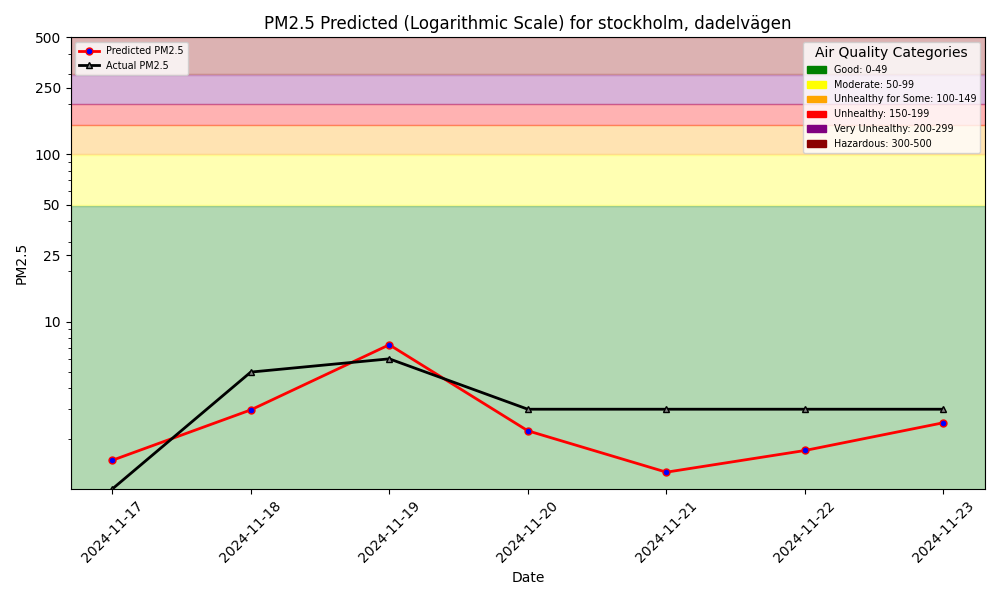 PM2.5 Predicted (Logarithmic Scale) for stockholm, dadelvägen
Predicted PM2.5
Actual PM2.5
Air Quality Categories
Good: 0-49
Moderate: 50-99
Unhealthy for Some: 100-149
Unhealthy: 150-199
Very Unhealthy: 200-299
Hazardous: 300-500
PM2.5
500
250
100
50
25
10
2024-11-17
2024-11-18
2024-11-19
2024-11-20
2024-11-21
2024-11-22
2024-11-23
Date